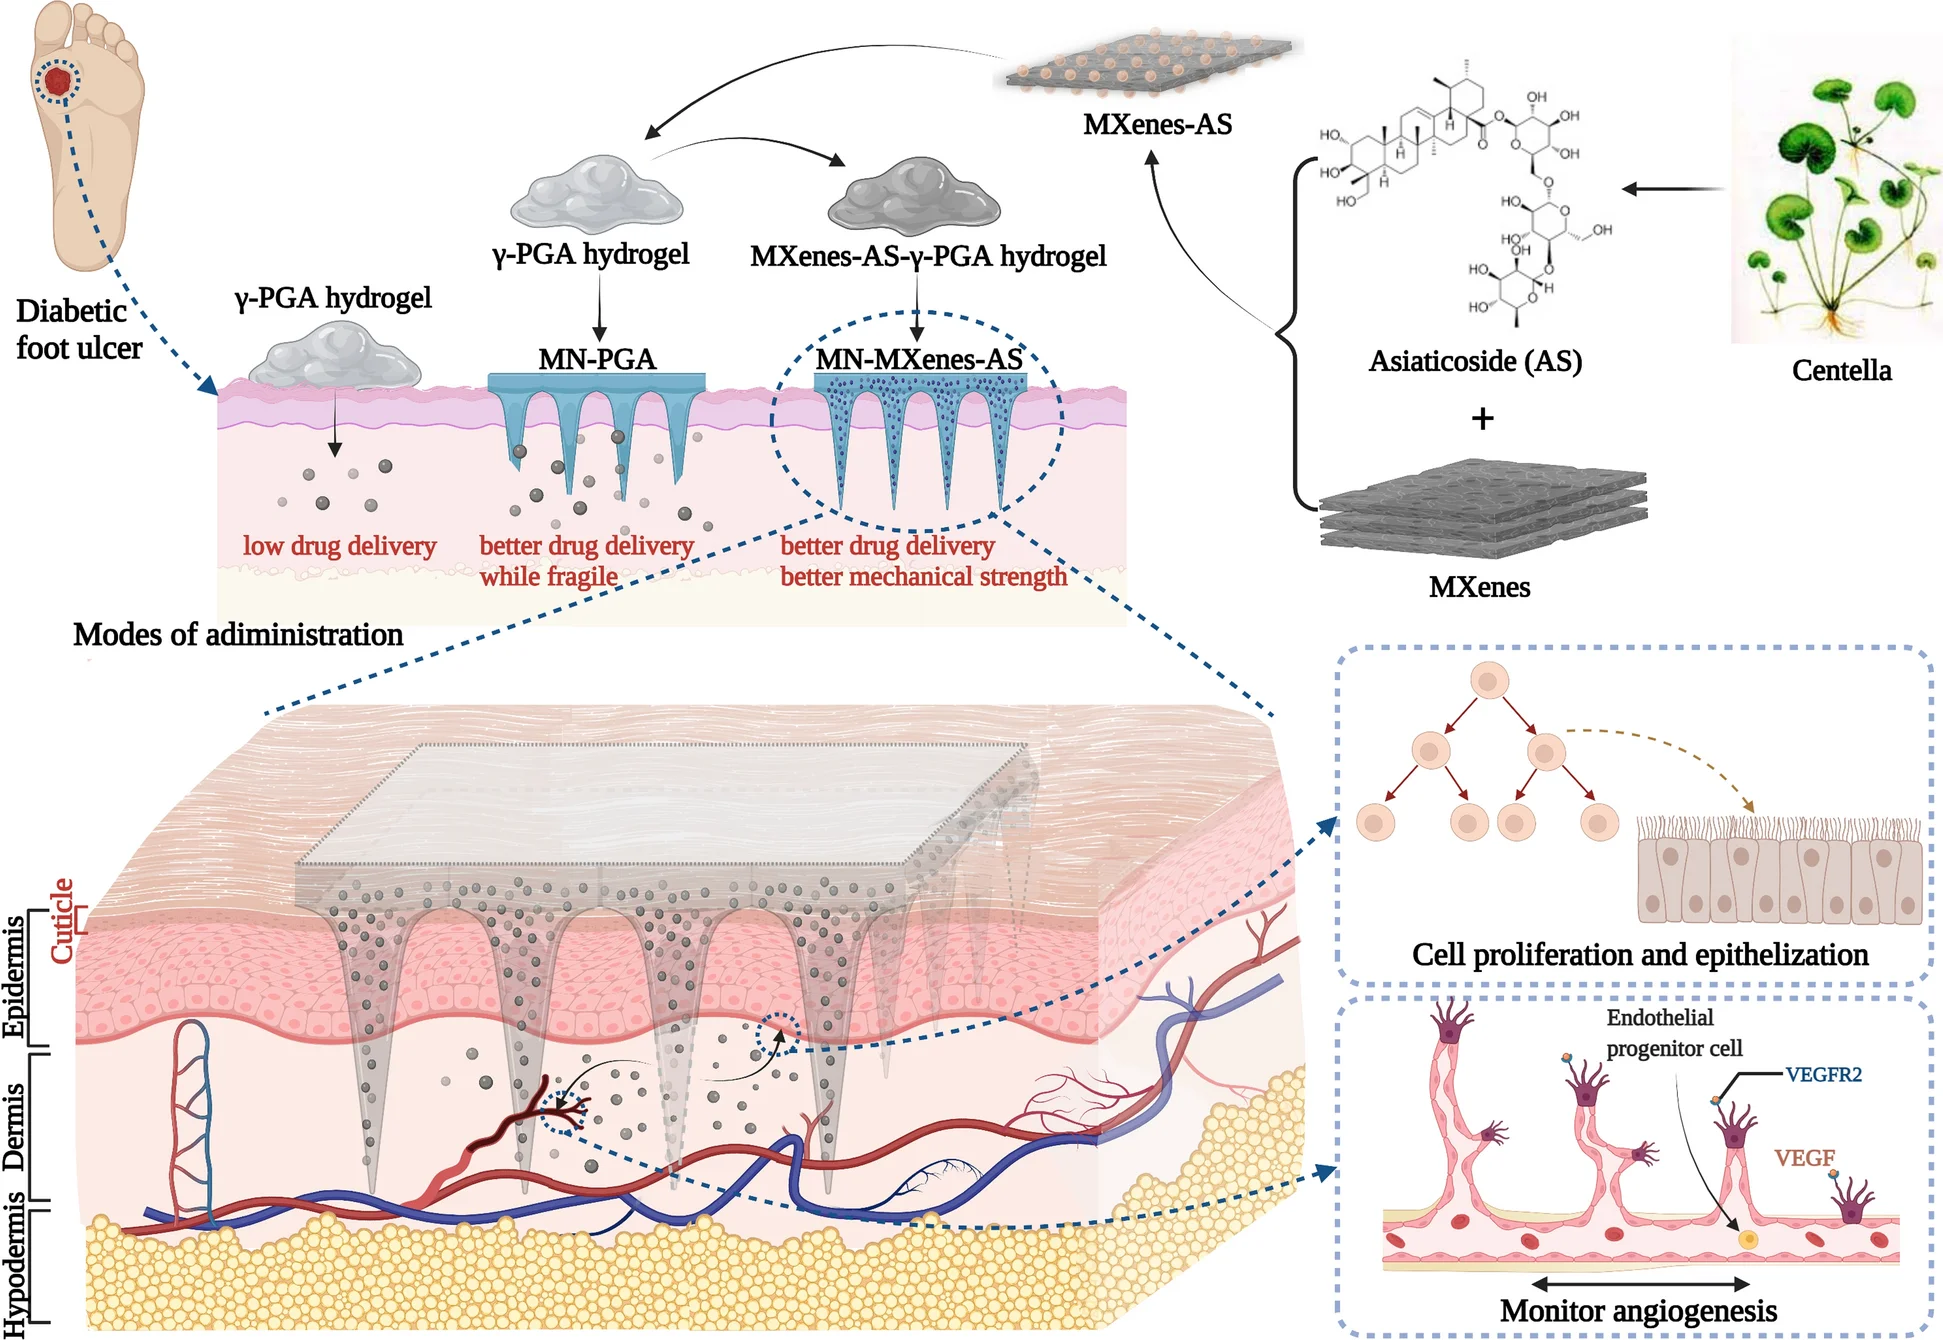 MXenes-AS
OH
OH
HO
O
O
O
OH
H
H
HO
H
HO
O
HO
O
OH
HO
OH
HO
O
H
HO
O
γ-PGA hydrogel
MXenes-AS-γ-PGA hydrogel
γ-PGA hydrogel
Diabetic
foot ulcer
MN-PGA
MN-MXenes-AS
Asiaticoside (AS)
Centella
+
low drug delivery
better drug delivery
while fragile
better drug delivery
better mechanical strength
MXenes
Modes of adiministration
Cuticle
Epidermis
Dermis
Hypodermis
Cell proliferation and epithelization
Endothelial
progenitor cell
VEGFR2
VEGF
Monitor angiogenesis